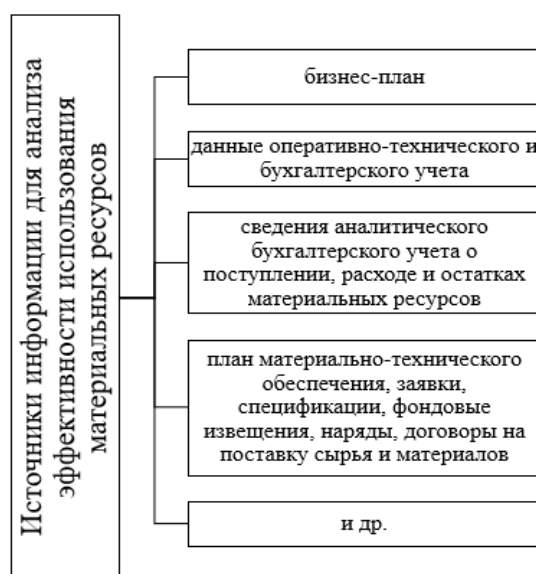 Источники информации для анализа
эффективности использования
материальных ресурсов
бизнес-план
данные оперативно-технического и
бухгалтерского учета
сведения аналитического
бухгалтерского учета о
поступлении, расходе и остатках
материальных ресурсов
план материально-технического
обеспечения, заявки,
спецификации, фондовые
извещения, наряды, договоры на
поставку сырья и материалов
и др.